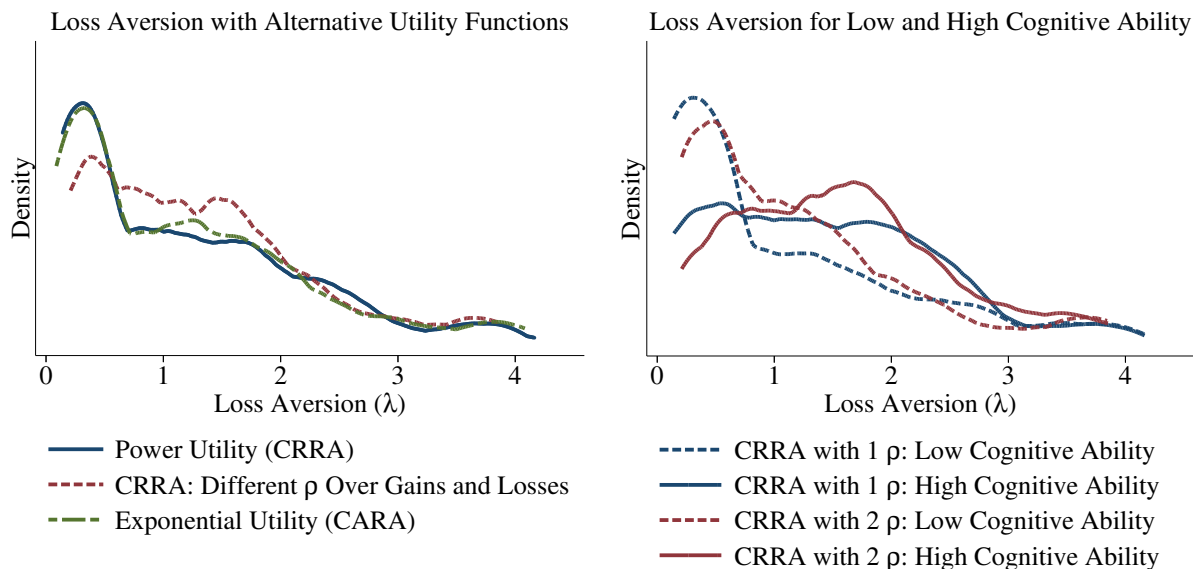 Loss Aversion with Alternative Utility Functions
Density
0 1 2 3 4
Loss Aversion (λ)
Power Utility (CRRA)
CRRA: Different ρ Over Gains and Losses
Exponential Utility (CARA)
Loss Aversion for Low and High Cognitive Ability
Density
0 1 2 3 4
Loss Aversion (λ)
CRRA with 1 ρ: Low Cognitive Ability
CRRA with 1 ρ: High Cognitive Ability
CRRA with 2 ρ: Low Cognitive Ability
CRRA with 2 ρ: High Cognitive Ability